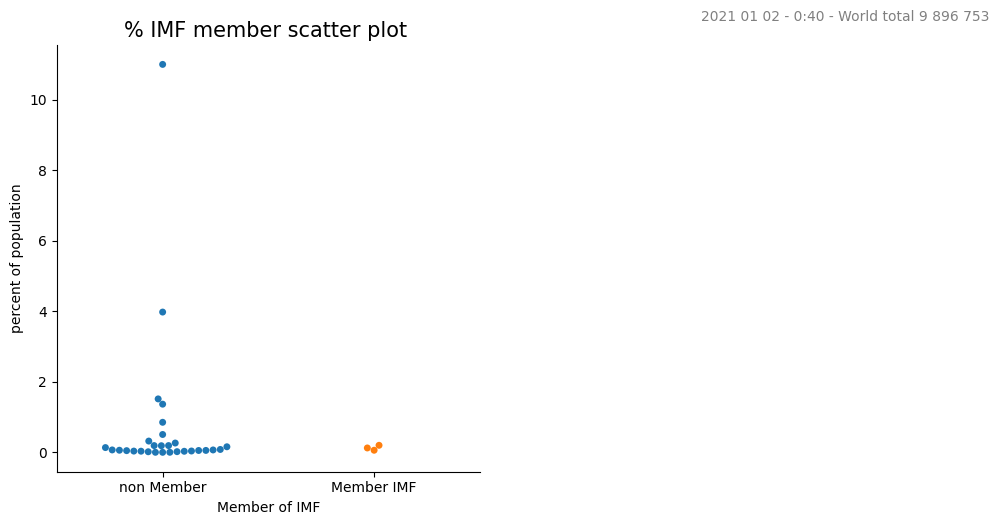 2021 01 02 - 0:40 - World total 9 896 753
% IMF member scatter plot
percent of population
10
8
6
4
2
0
non Member
Member IMF
Member of IMF